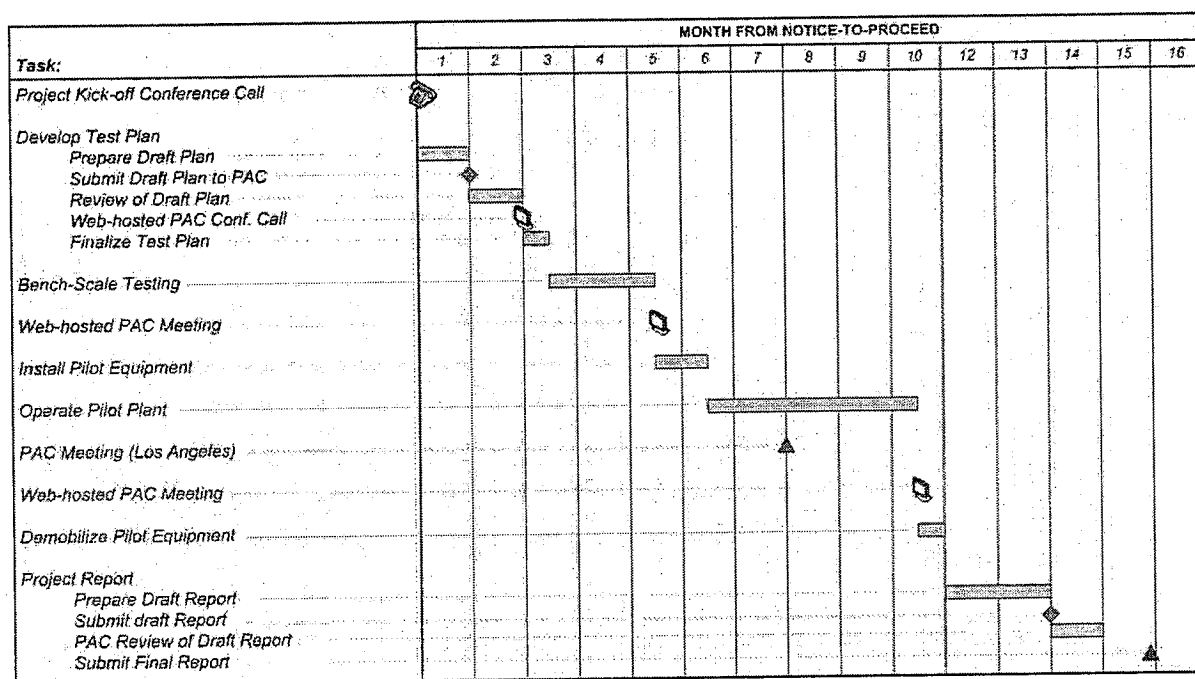 MONTH FROM NOTICE-TO-PROCEED
Task: 1 2 3 4 5 6 7 8 9 10 12 13 14 15 16
Project Kick-off Conference Call
Develop Test Plan
Prepare Draft Plan
Submit Draft Plan to PAC
Review of Draft Plan
Web-hosted PAC Conf. Call
Finalize Test Plan
Bench-Scale Testing
Web-hosted PAC Meeting
Install Pilot Equipment
Operate Pilot Plant
PAC Meeting (Los Angeles)
Web-hosted PAC Meeting
Demobilize Pilot Equipment
Project Report
Prepare Draft Report
Submit draft Report
PAC Review of Draft Report
Submit Final Report